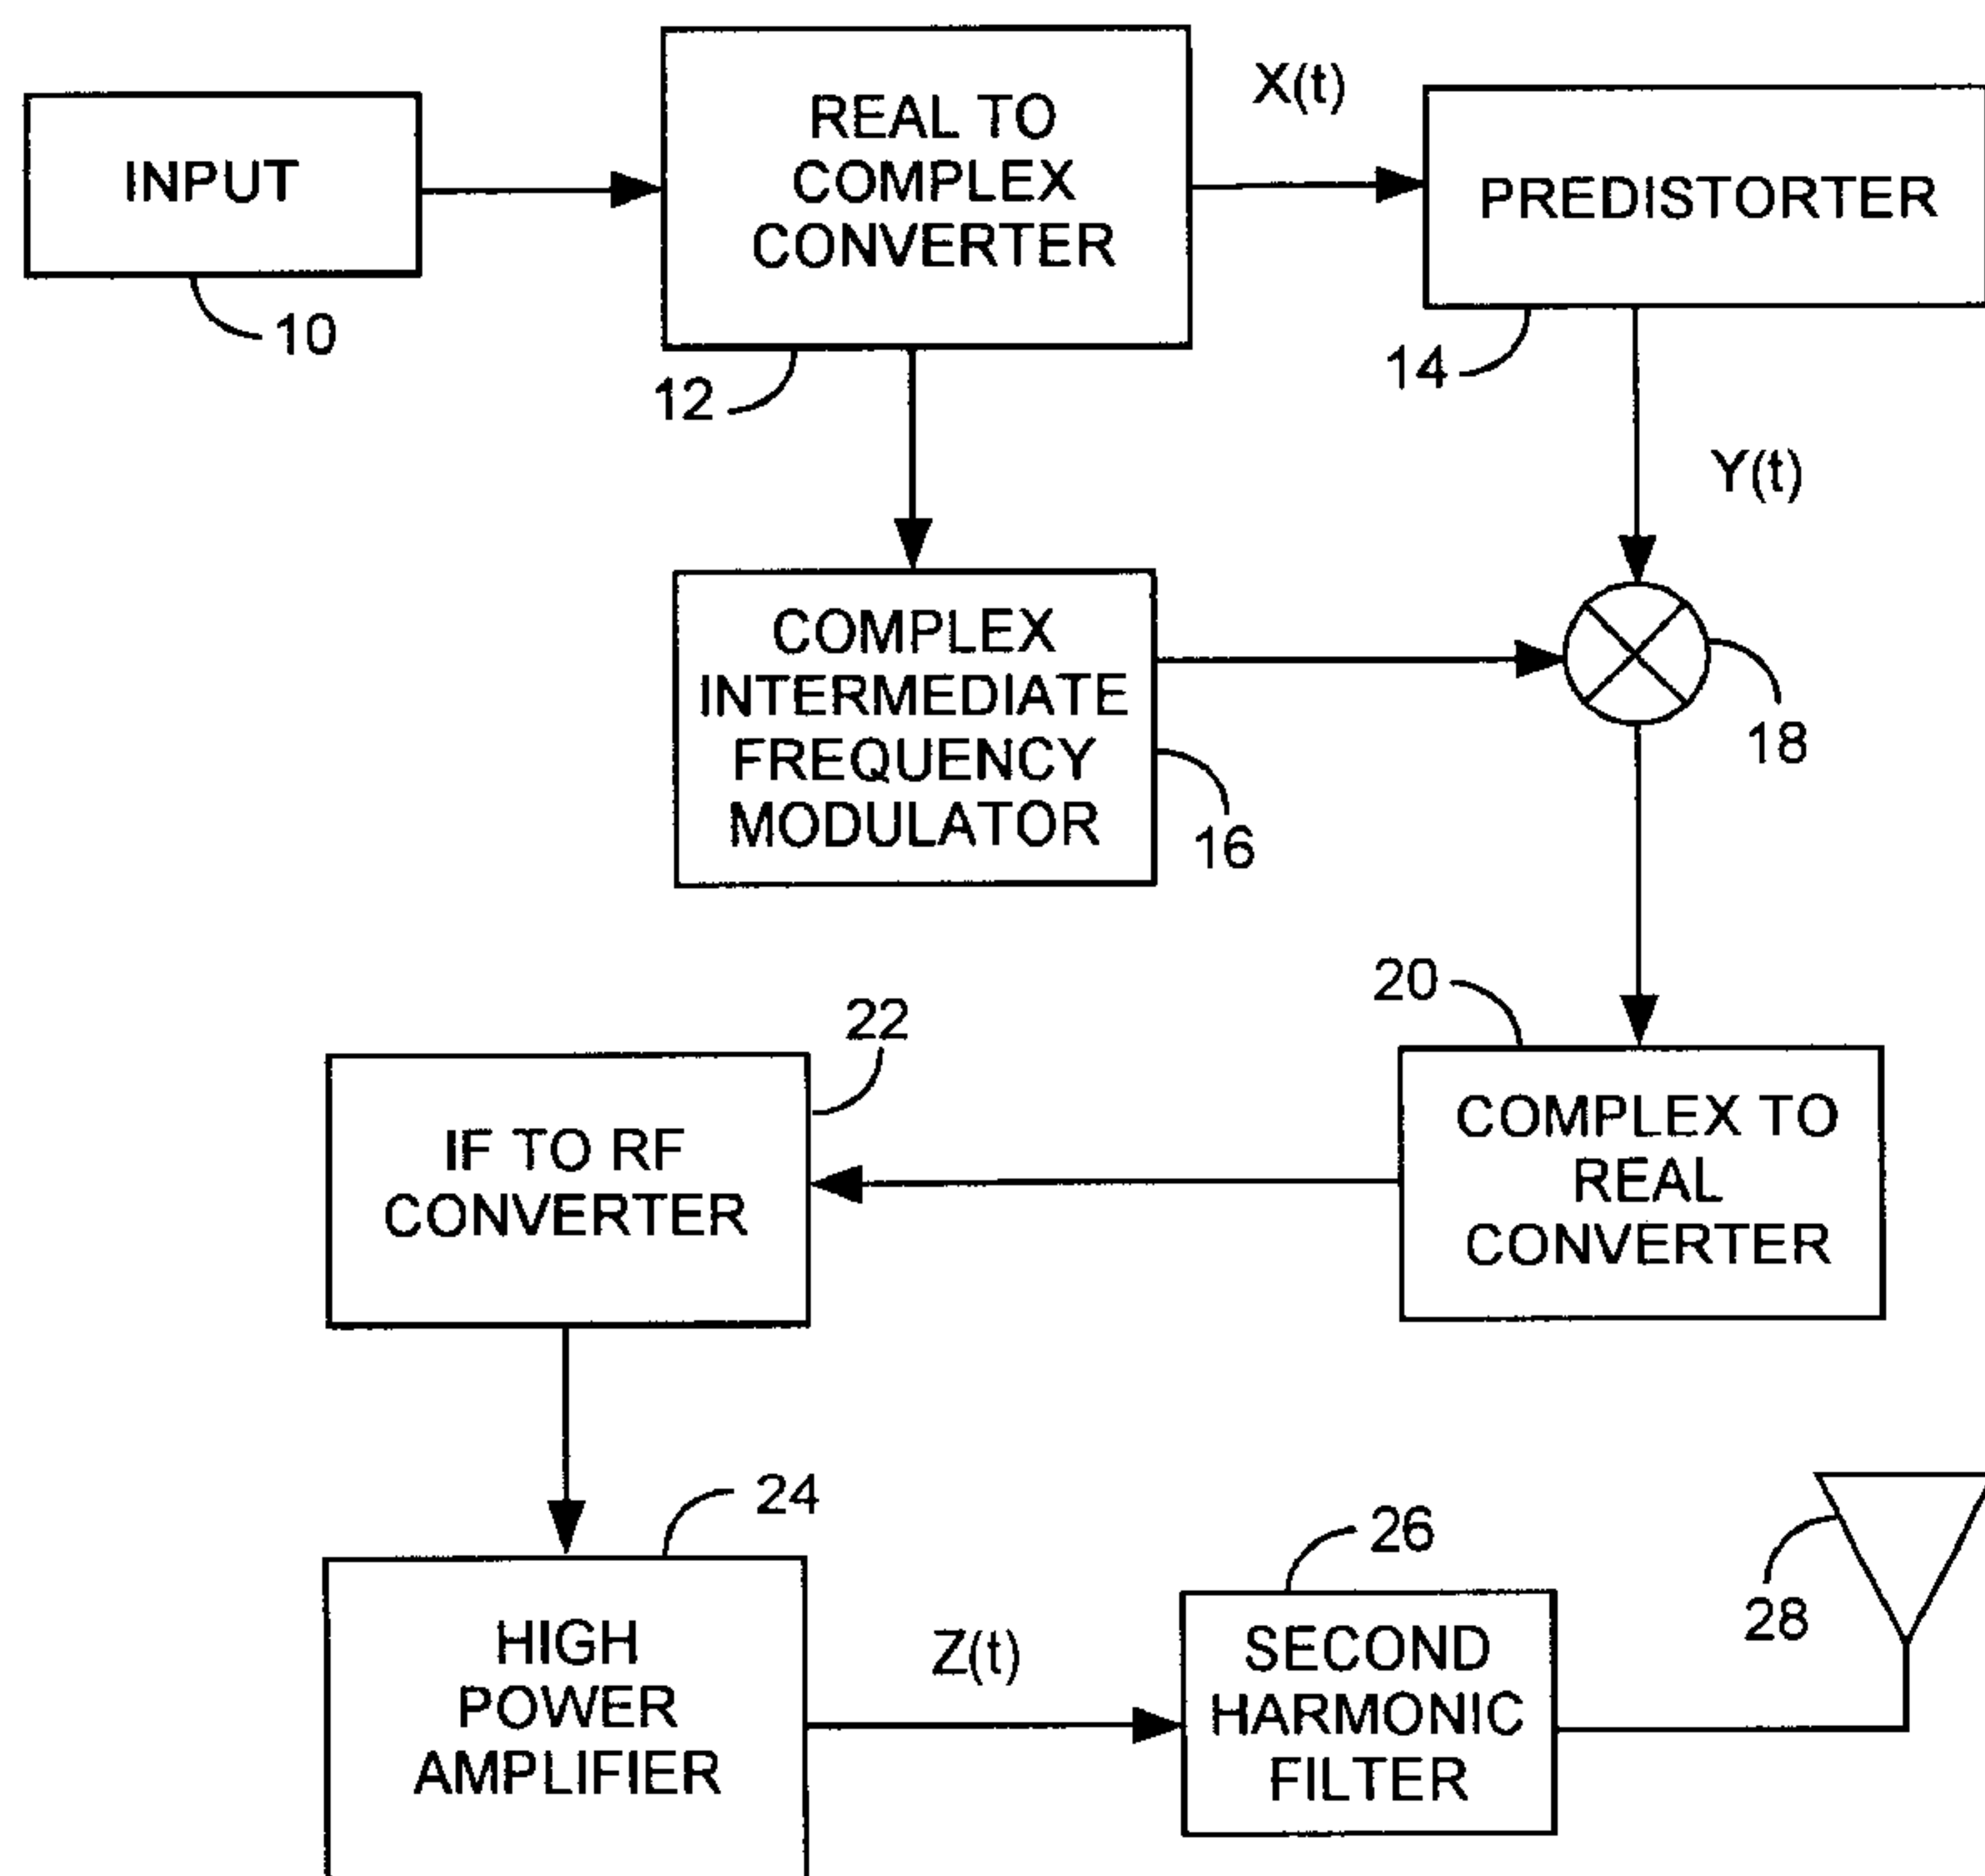 INPUT
10
REAL TO
COMPLEX
CONVERTER
12
X(t)
PREDISTORTER
14
Y(t)
COMPLEX
INTERMEDIATE
FREQUENCY
MODULATOR
16
18
20
COMPLEX TO
REAL
CONVERTER
22
IF TO RF
CONVERTER
24
HIGH
POWER
AMPLIFIER
Z(t)
26
SECOND
HARMONIC
FILTER
28